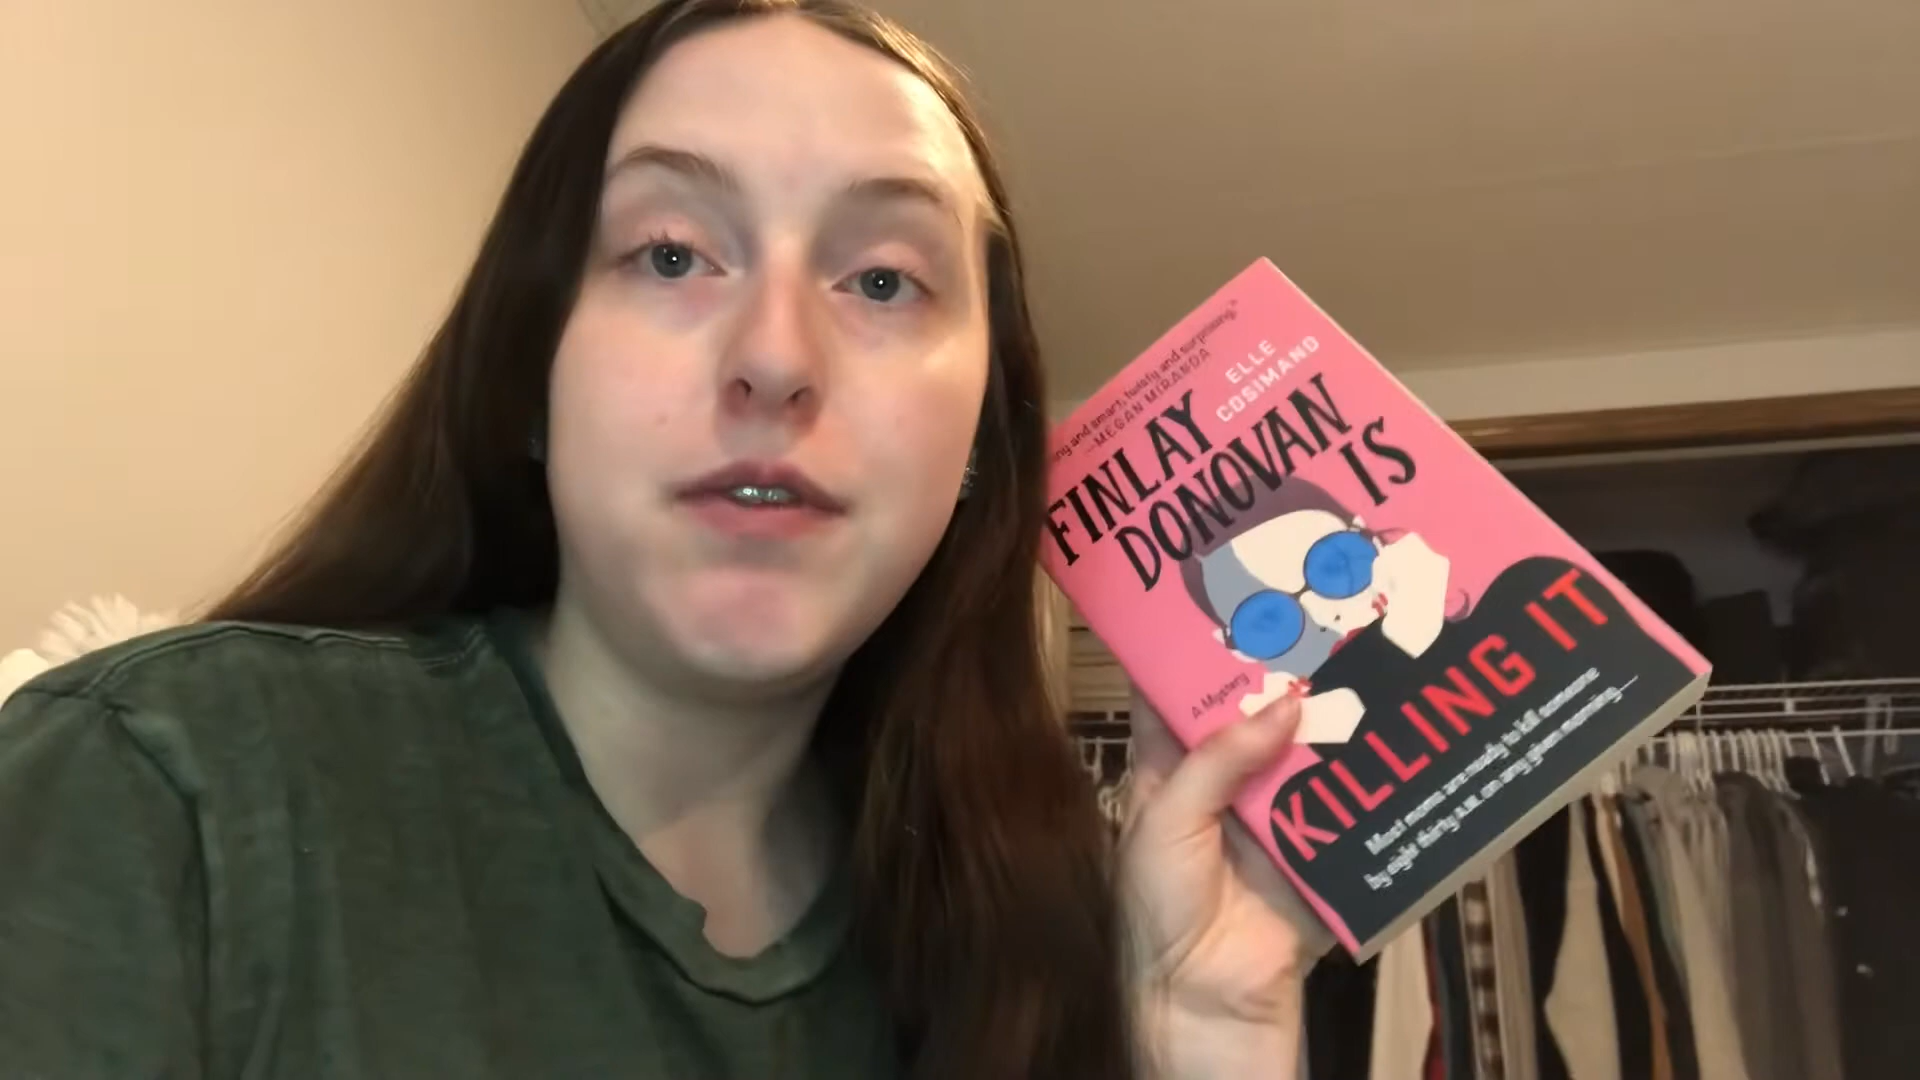 ny and smart, twisty and surprising."
—MEGAN MIRANDA
ELLE
COSIMANO
FINLAY
DONOVAN
IS
A Mystery
KILLING IT
Most moms are ready to kill someone
by eight thirty A.M. on any given morning....